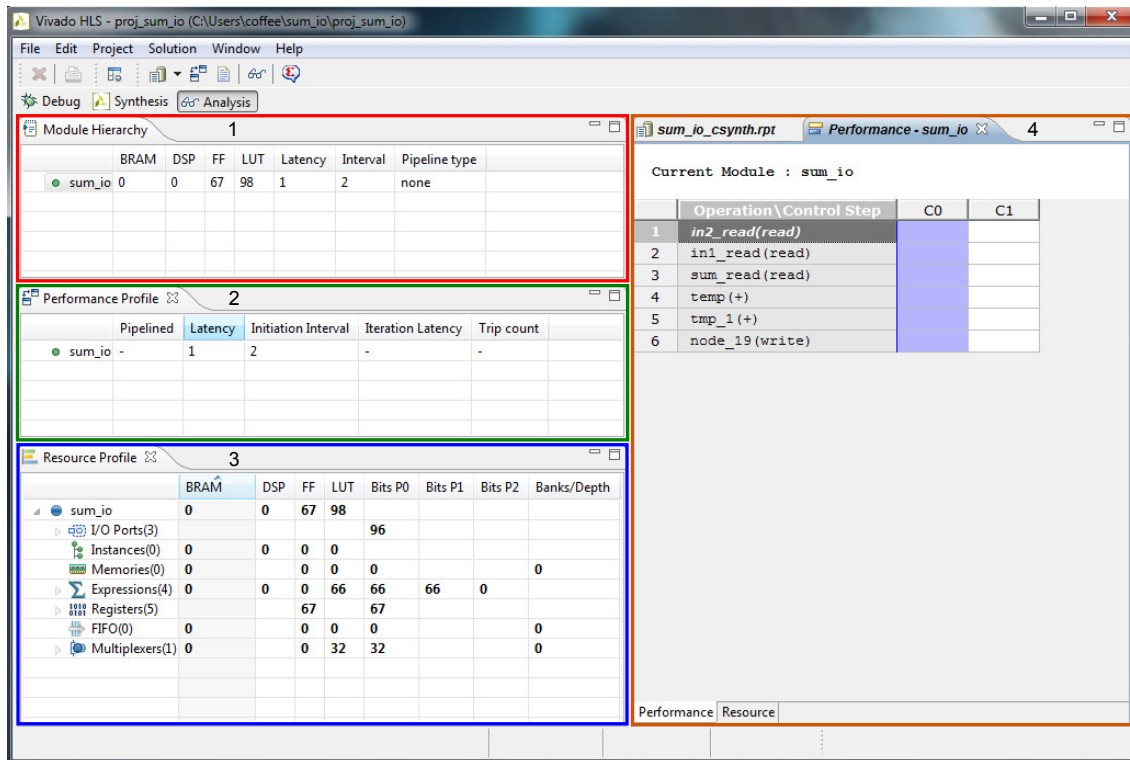 Vivado HLS - proj_sum_io (C:\Users\coffee\sum_io\proj_sum_io)
File Edit Project Solution Window Help
Debug Synthesis Analysis
Module Hierarchy 1
BRAM DSP FF LUT Latency Interval Pipeline type
sum_io 0 0 67 98 1 2 none
Performance Profile 2
Pipelined Latency Initiation Interval Iteration Latency Trip count
sum_io - 1 2 - -
Resource Profile 3
BRAM DSP FF LUT Bits P0 Bits P1 Bits P2 Banks/Depth
sum_io 0 0 67 98
I/O Ports(3) 96
Instances(0) 0 0 0 0
Memories(0) 0 0 0 0 0
Expressions(4) 0 0 0 66 66 66 0
Registers(5) 67 67
FIFO(0) 0 0 0 0 0
Multiplexers(1) 0 0 32 32 0
sum_io_csynth.rpt Performance - sum_io 4
Current Module : sum_io
Operation\Control Step C0 C1
1 in2_read(read)
2 in1_read(read)
3 sum_read(read)
4 temp(+)
5 tmp_1(+)
6 node_19(write)
Performance Resource